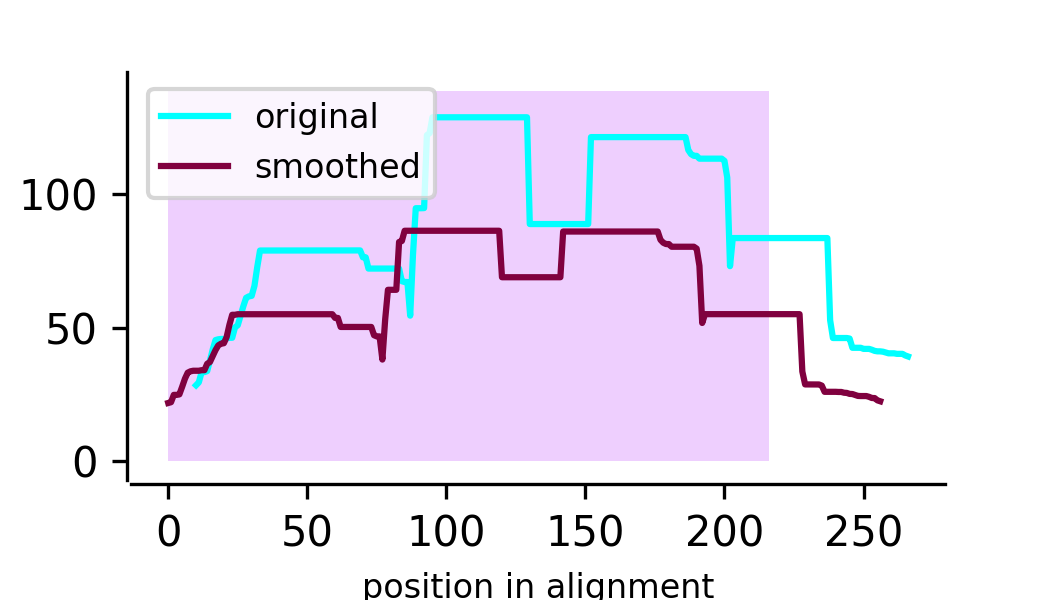 original
smoothed
100
50
0
0 50 100 150 200 250
position in alignment